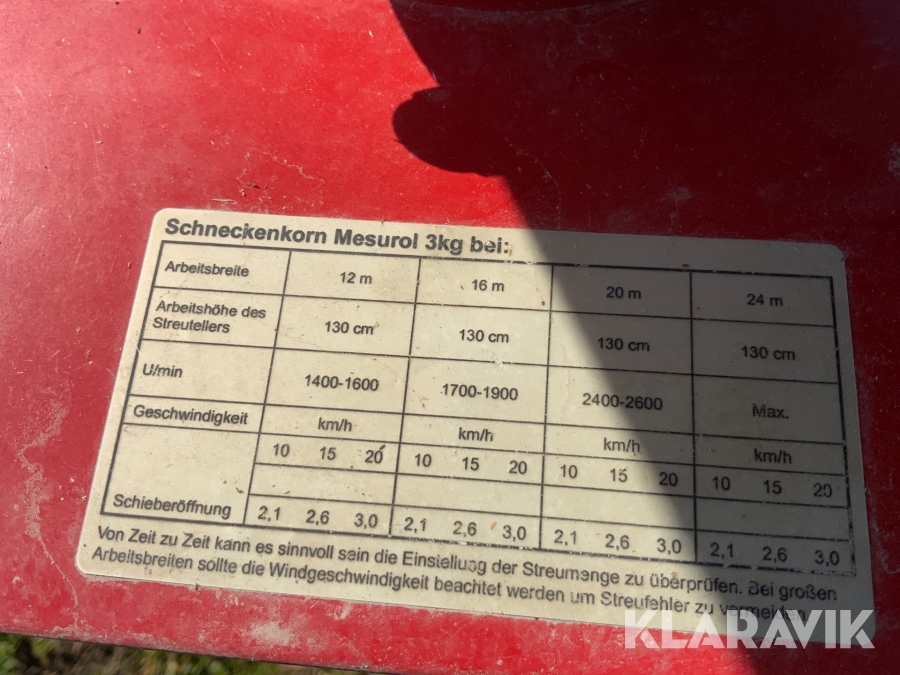 Schneckenkorn Mesurol 3kg bei:
Arbeitsbreite 12 m 16 m 20 m 24 m
Arbeitshöhe des
Streutellers 130 cm 130 cm 130 cm 130 cm
U/min 1400-1600 1700-1900 2400-2600 Max.
Geschwindigkeit km/h km/h km/h km/h
10 15 20 10 15 20 10 15 20 10 15 20
Schieberöffnung 2,1 2,6 3,0 2,1 2,6 3,0 2,1 2,6 3,0 2,1 2,6 3,0
Von Zeit zu Zeit kann es sinnvoll sein die Einstellung der Streumenge zu überprüfen. Bei großen
Arbeitsbreiten sollte die Windgeschwindigkeit beachtet werden um Streufehler zu vermeiden
KLARAVIK